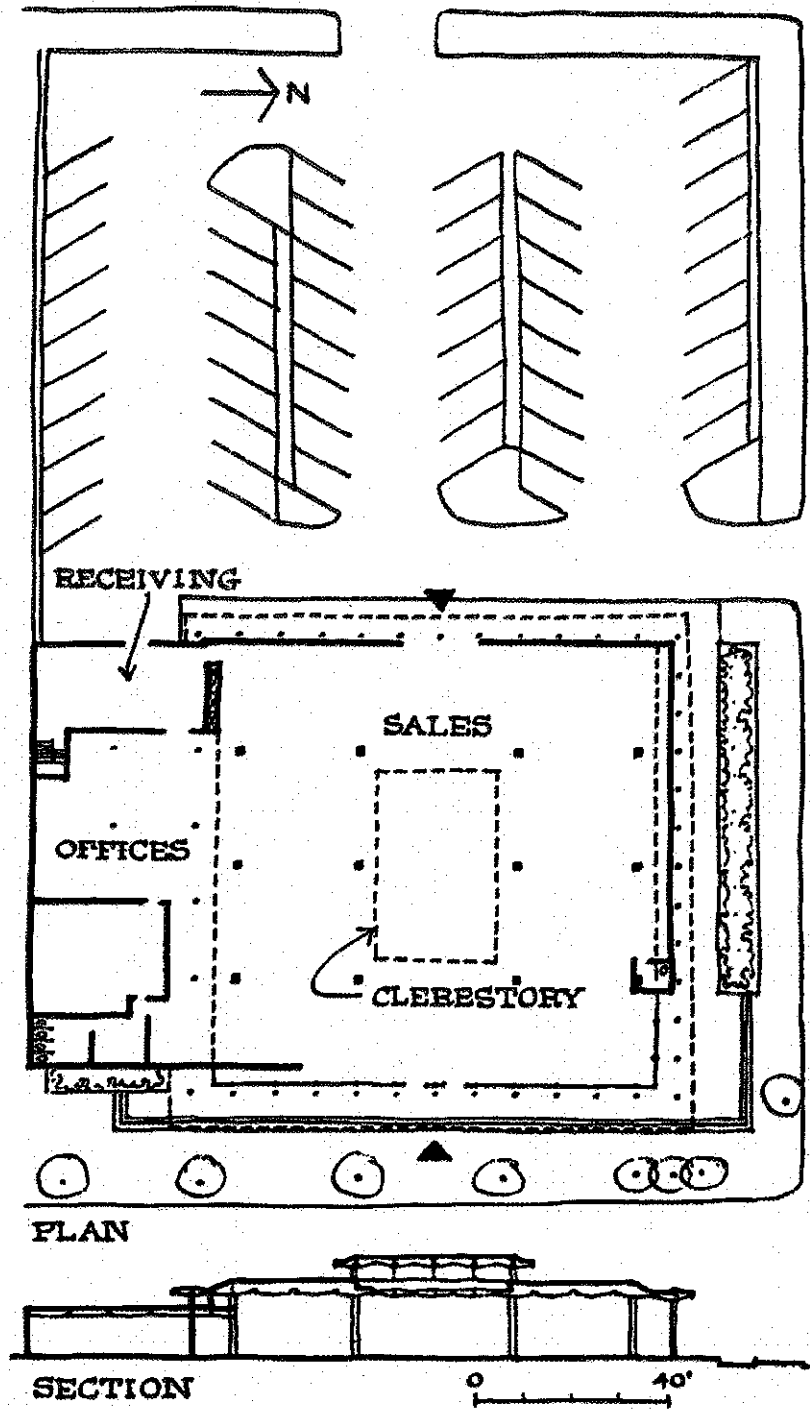 N
RECEIVING
SALES
OFFICES
CLERESTORY
PLAN
SECTION
0 40'